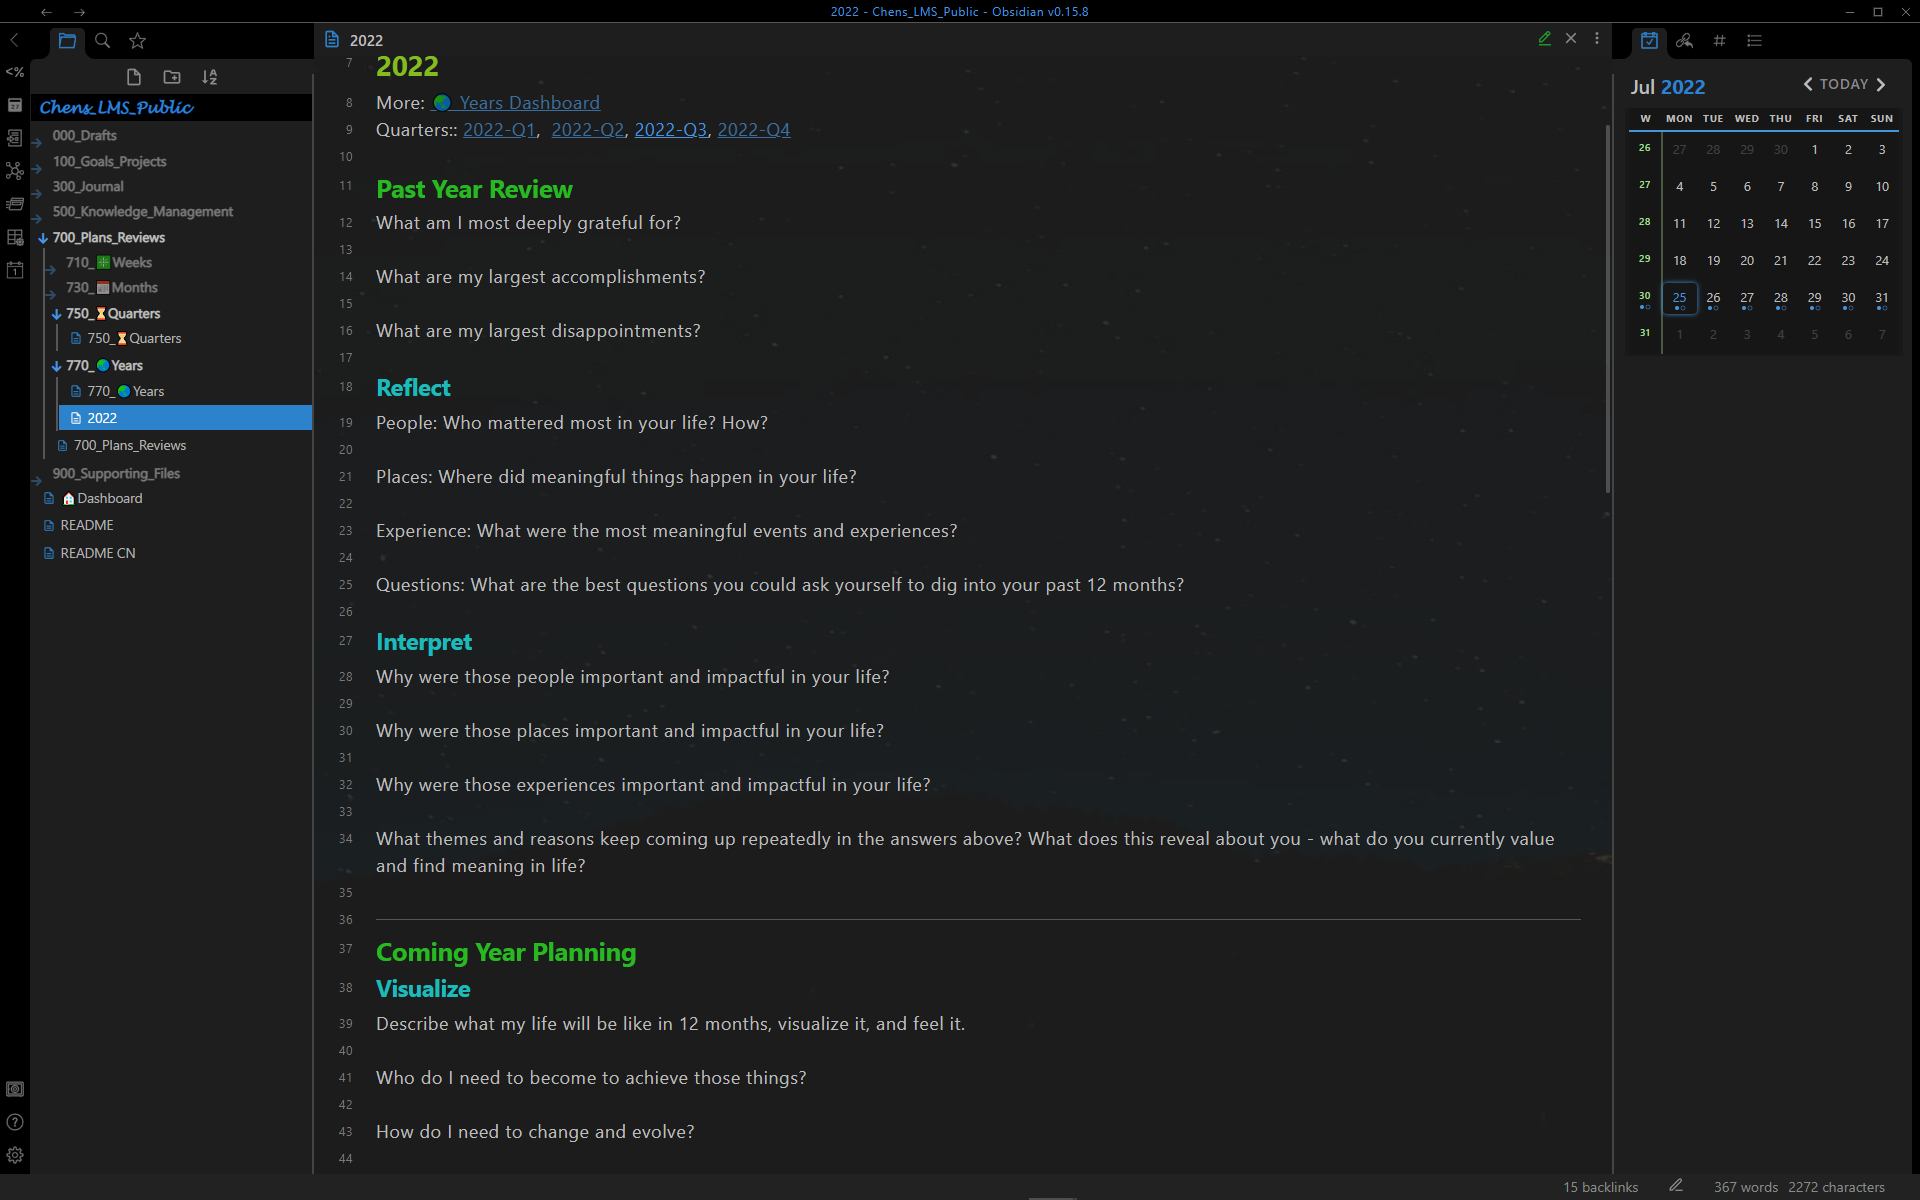 2022 - Chens_LMS_Public - Obsidian v0.15.8
Chens_LMS_Public
000_Drafts
100_Goals_Projects
300_Journal
500_Knowledge_Management
700_Plans_Reviews
710_ Weeks
730_ Months
750_⏳Quarters
750_⏳Quarters
770_🌏Years
770_🌏Years
2022
700_Plans_Reviews
900_Supporting_Files
🏠Dashboard
README
README CN
2022
7 2022
8 More: 🌏 Years Dashboard
9 Quarters:: 2022-Q1, 2022-Q2, 2022-Q3, 2022-Q4
10
11 Past Year Review
12 What am I most deeply grateful for?
13
14 What are my largest accomplishments?
15
16 What are my largest disappointments?
17
18 Reflect
19 People: Who mattered most in your life? How?
20
21 Places: Where did meaningful things happen in your life?
22
23 Experience: What were the most meaningful events and experiences?
24
25 Questions: What are the best questions you could ask yourself to dig into your past 12 months?
26
27 Interpret
28 Why were those people important and impactful in your life?
29
30 Why were those places important and impactful in your life?
31
32 Why were those experiences important and impactful in your life?
33
34 What themes and reasons keep coming up repeatedly in the answers above? What does this reveal about you - what do you currently value
and find meaning in life?
35
36
37 Coming Year Planning
38 Visualize
39 Describe what my life will be like in 12 months, visualize it, and feel it.
40
41 Who do I need to become to achieve those things?
42
43 How do I need to change and evolve?
44
Jul 2022 TODAY
W MON TUE WED THU FRI SAT SUN
26 27 28 29 30 1 2 3
27 4 5 6 7 8 9 10
28 11 12 13 14 15 16 17
29 18 19 20 21 22 23 24
30 25 26 27 28 29 30 31
31 1 2 3 4 5 6 7
15 backlinks 367 words 2272 characters